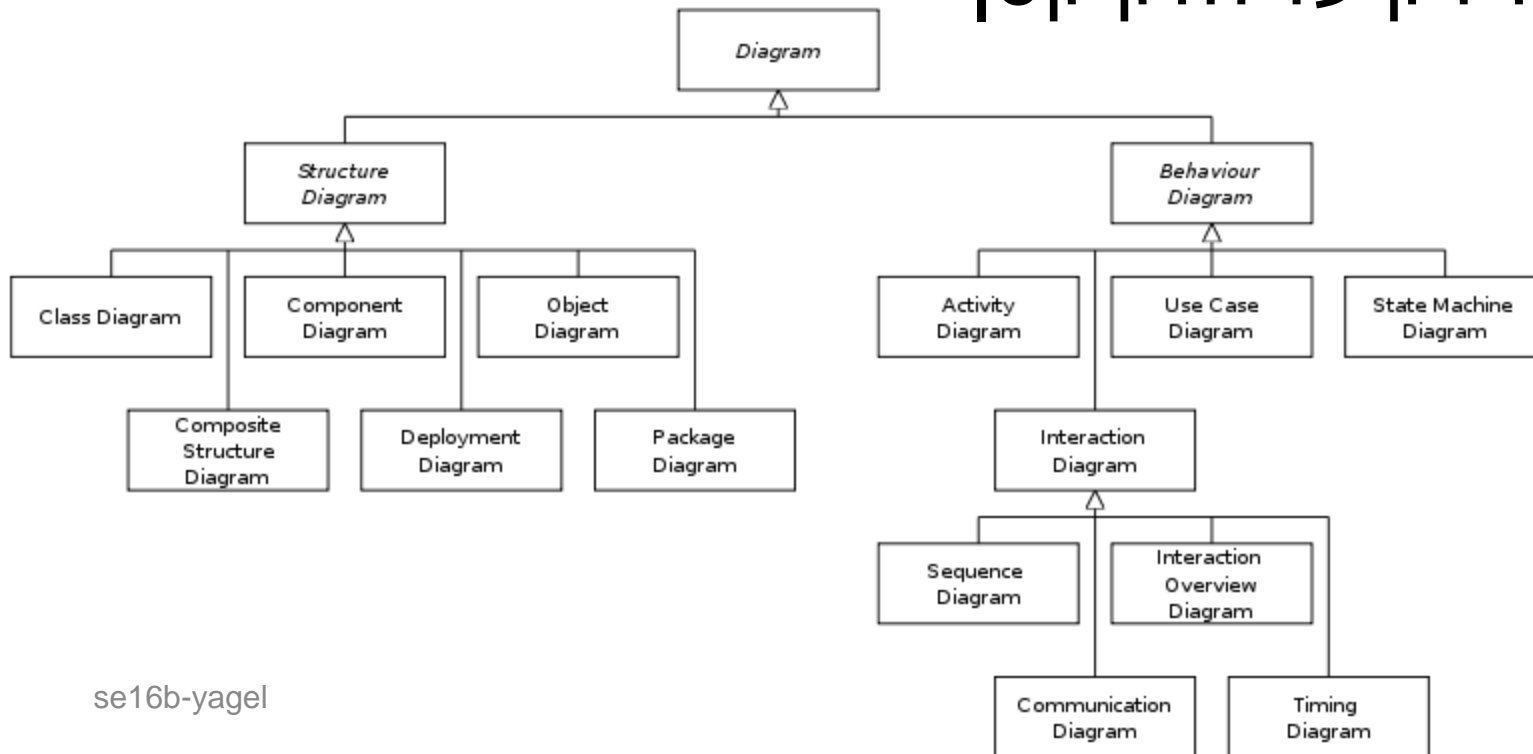 Diagram
Structure
Diagram
Behaviour
Diagram
Class Diagram
Component
Diagram
Object
Diagram
Activity
Diagram
Use Case
Diagram
State Machine
Diagram
Composite
Structure
Diagram
Deployment
Diagram
Package
Diagram
Interaction
Diagram
Sequence
Diagram
Interaction
Overview
Diagram
Communication
Diagram
Timing
Diagram
se16b-yagel